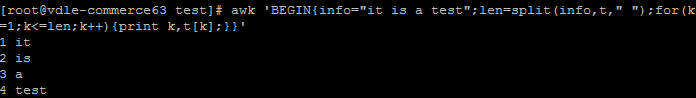 [root@vdle-commerce63 test]# awk 'BEGIN{info="it is a test";len=split(info,t," ");for(k
=1;k<=len;k++){print k,t[k];}}'
1 it
2 is
3 a
4 test